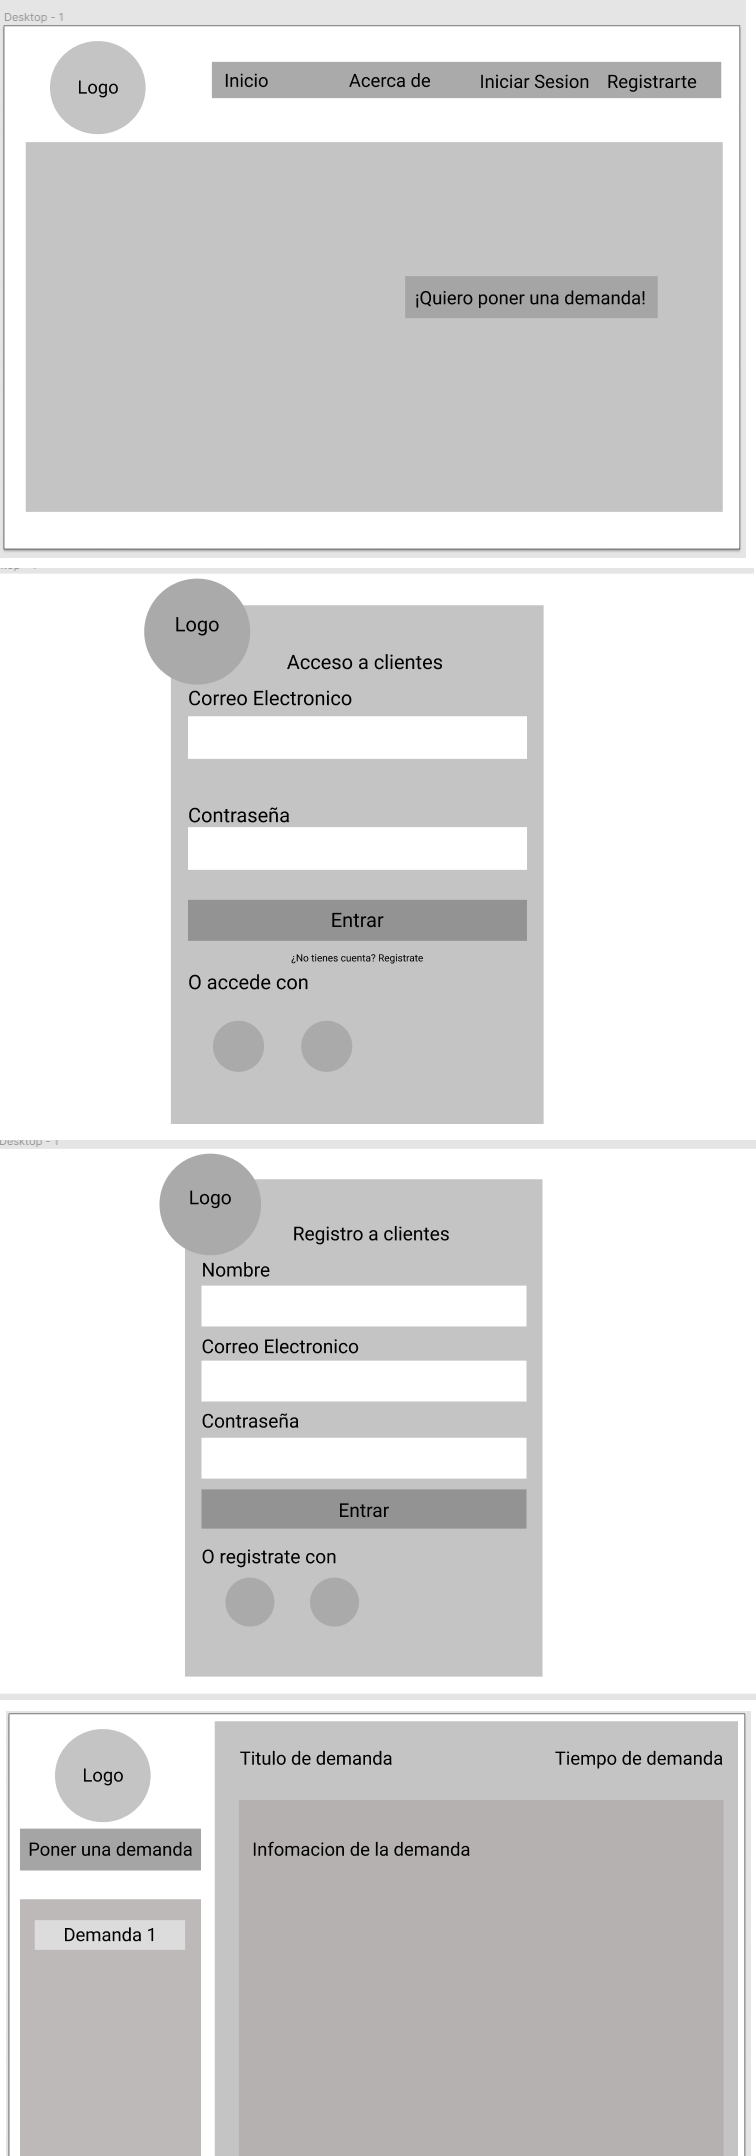 Desktop - 1
Logo
Inicio
Acerca de
Iniciar Sesion
Registrarte
¡Quiero poner una demanda!
Logo
Acceso a clientes
Correo Electronico
Contraseña
Entrar
¿No tienes cuenta? Registrate
O accede con
Desktop - 1
Logo
Registro a clientes
Nombre
Correo Electronico
Contraseña
Entrar
O registrate con
Logo
Titulo de demanda
Tiempo de demanda
Poner una demanda
Infomacion de la demanda
Demanda 1